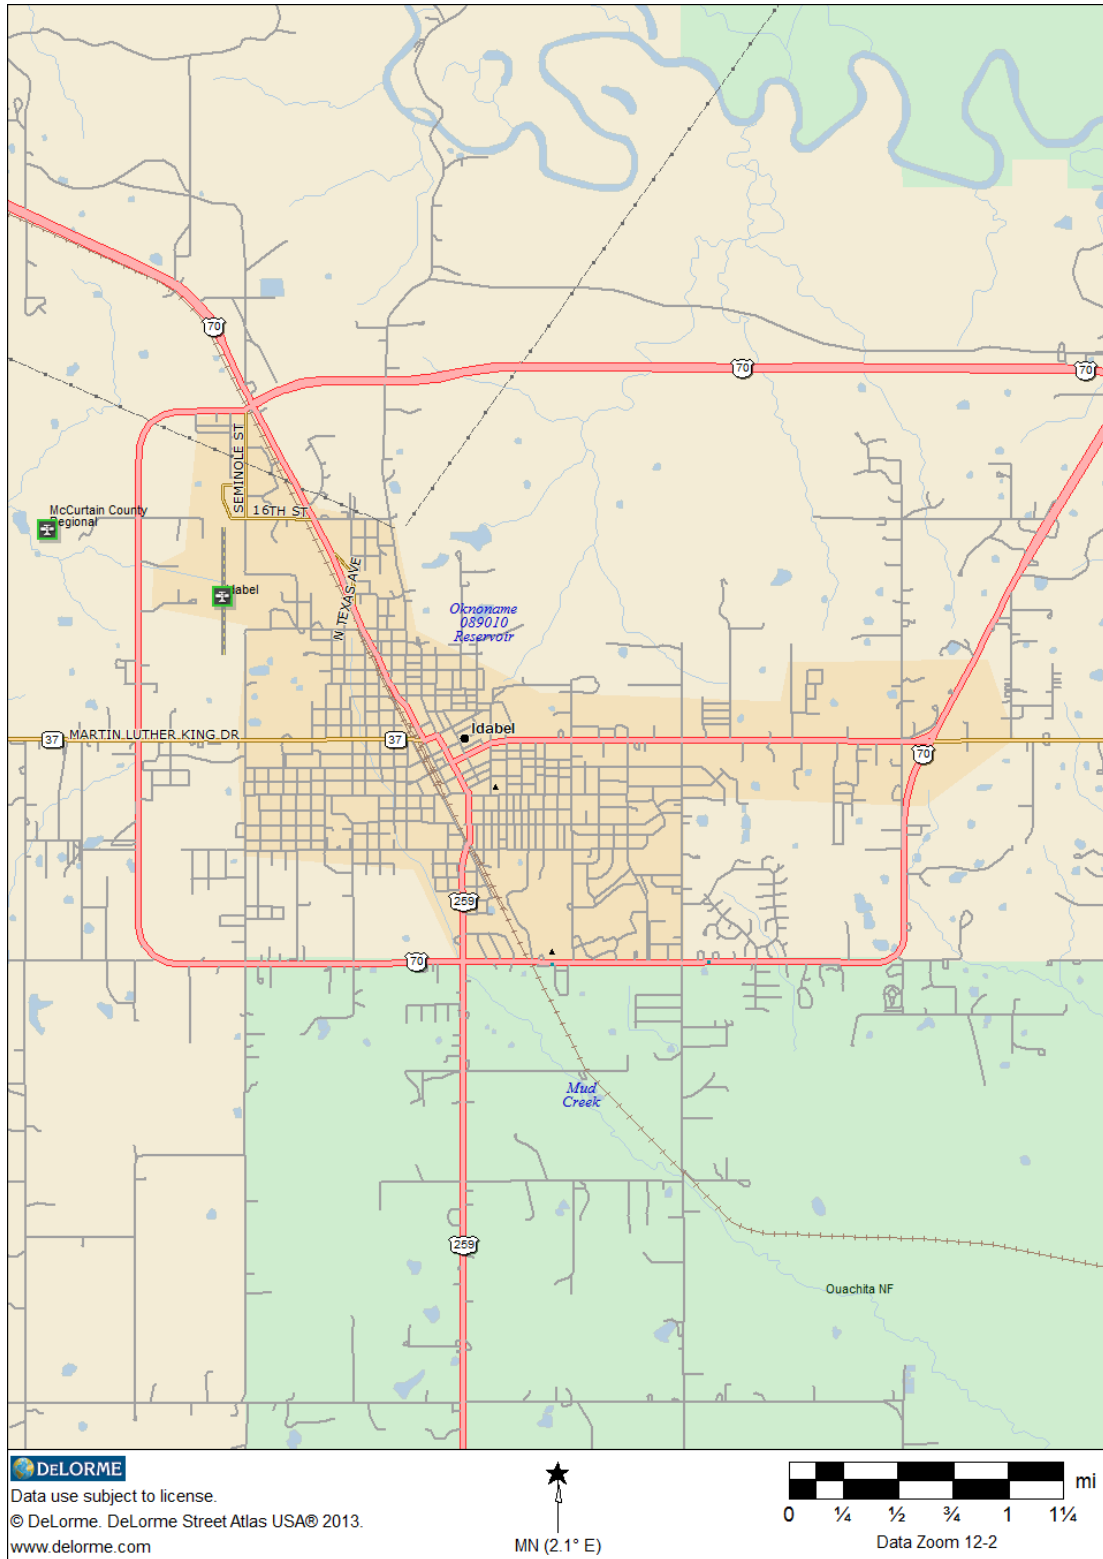 70
70
70
SEMINOLE ST
McCurtain County
Regional
16TH ST
Idabel
N TEXAS AVE
Oknoname
089010
Reservoir
Idabel
37
MARTIN LUTHER KING DR
37
70
259
70
Mud
Creek
259
Ouachita NF
DELORME
Data use subject to license.
© DeLorme. DeLorme Street Atlas USA® 2013.
www.delorme.com
MN (2.1° E)
mi
0 ¼ ½ ¾ 1 1¼
Data Zoom 12-2